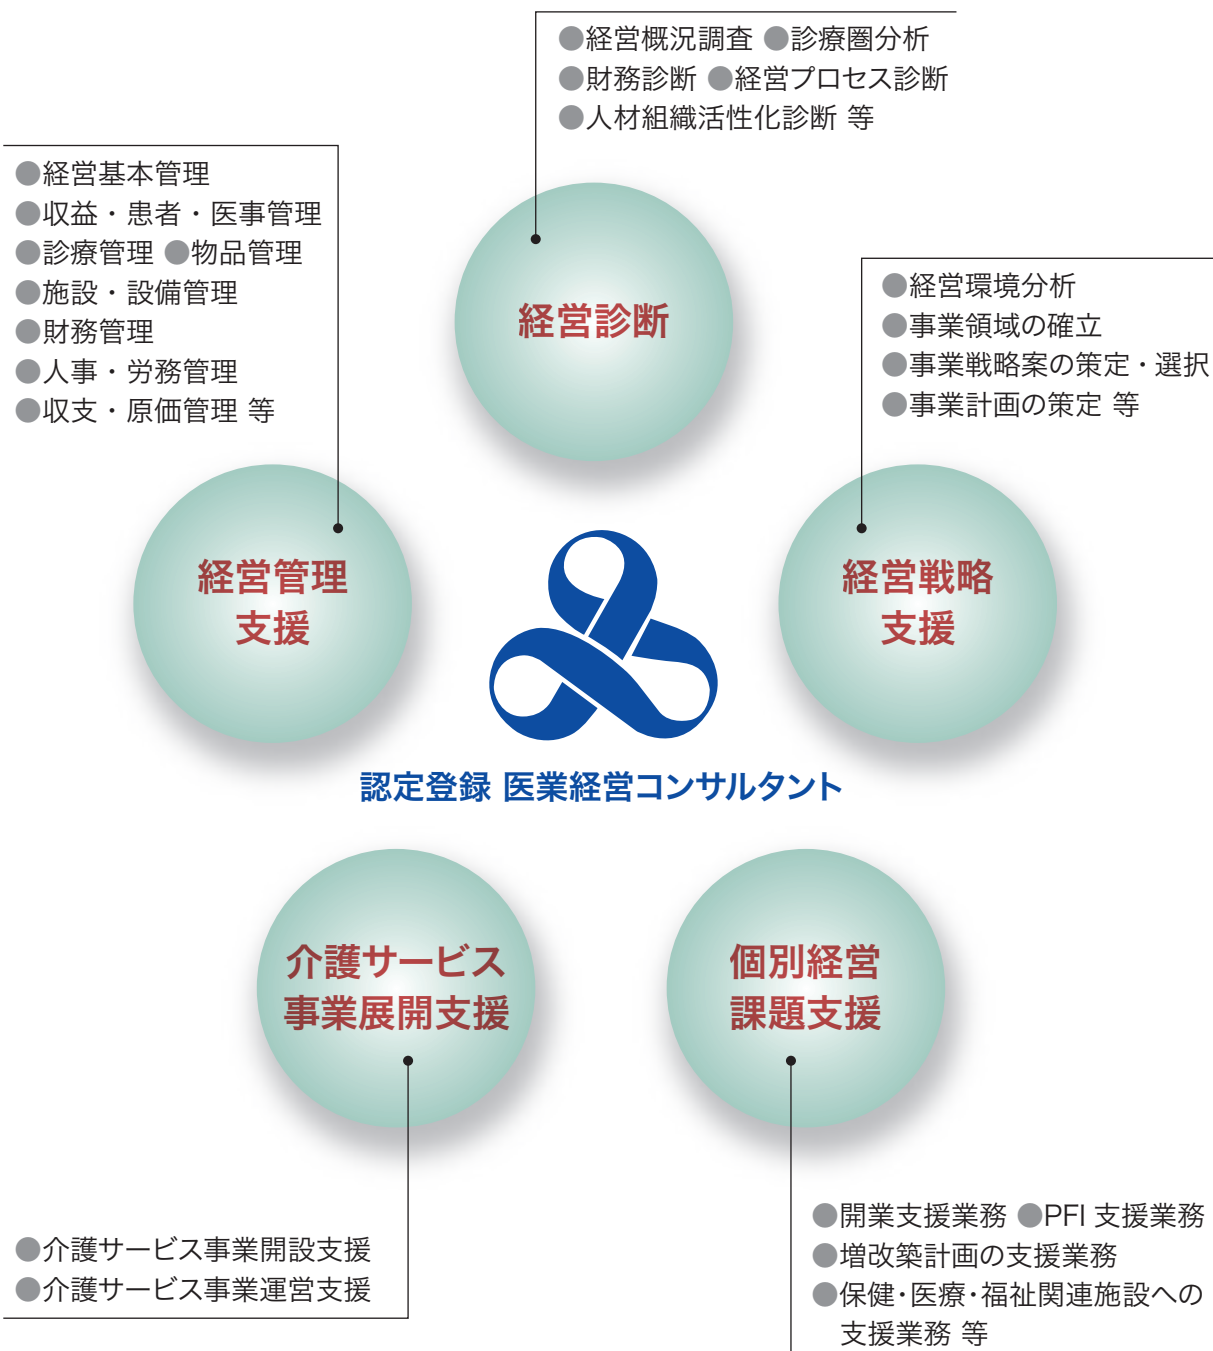 ●経営概況調査 ●診療圏分析
●財務診断 ●経営プロセス診断
●人材組織活性化診断 等
●経営基本管理
●収益・患者・医事管理
●診療管理 ●物品管理
●施設・設備管理
●財務管理
●人事・労務管理
●収支・原価管理 等
経営診断
●経営環境分析
●事業領域の確立
●事業戦略案の策定・選択
●事業計画の策定 等
経営管理
支援
経営戦略
支援
認定登録 医業経営コンサルタント
介護サービス
事業展開支援
個別経営
課題支援
●介護サービス事業開設支援
●介護サービス事業運営支援
●開業支援業務 ●PFI 支援業務
●増改築計画の支援業務
●保健・医療・福祉関連施設への
支援業務 等